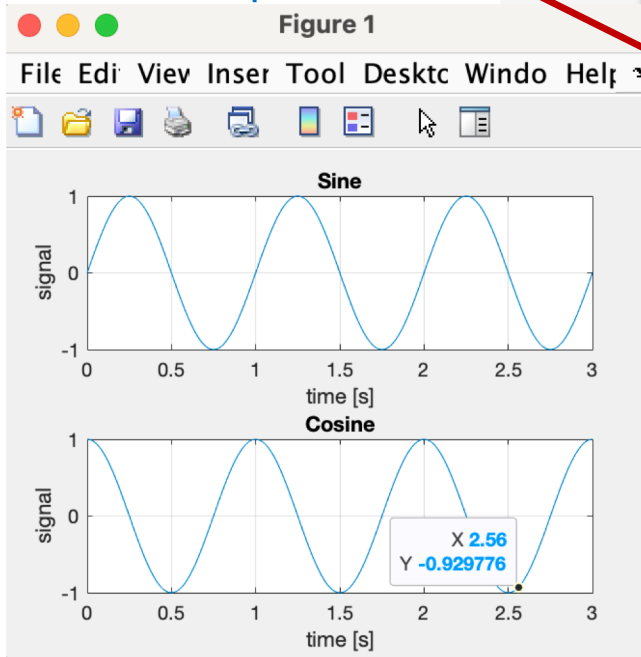 Figure 1
File Edi View Inser Tool Desktc Windo Help
Sine
1
0
-1
signal
0 0.5 1 1.5 2 2.5 3
time [s]
Cosine
1
0
-1
signal
X 2.56
Y -0.929776
0 0.5 1 1.5 2 2.5 3
time [s]